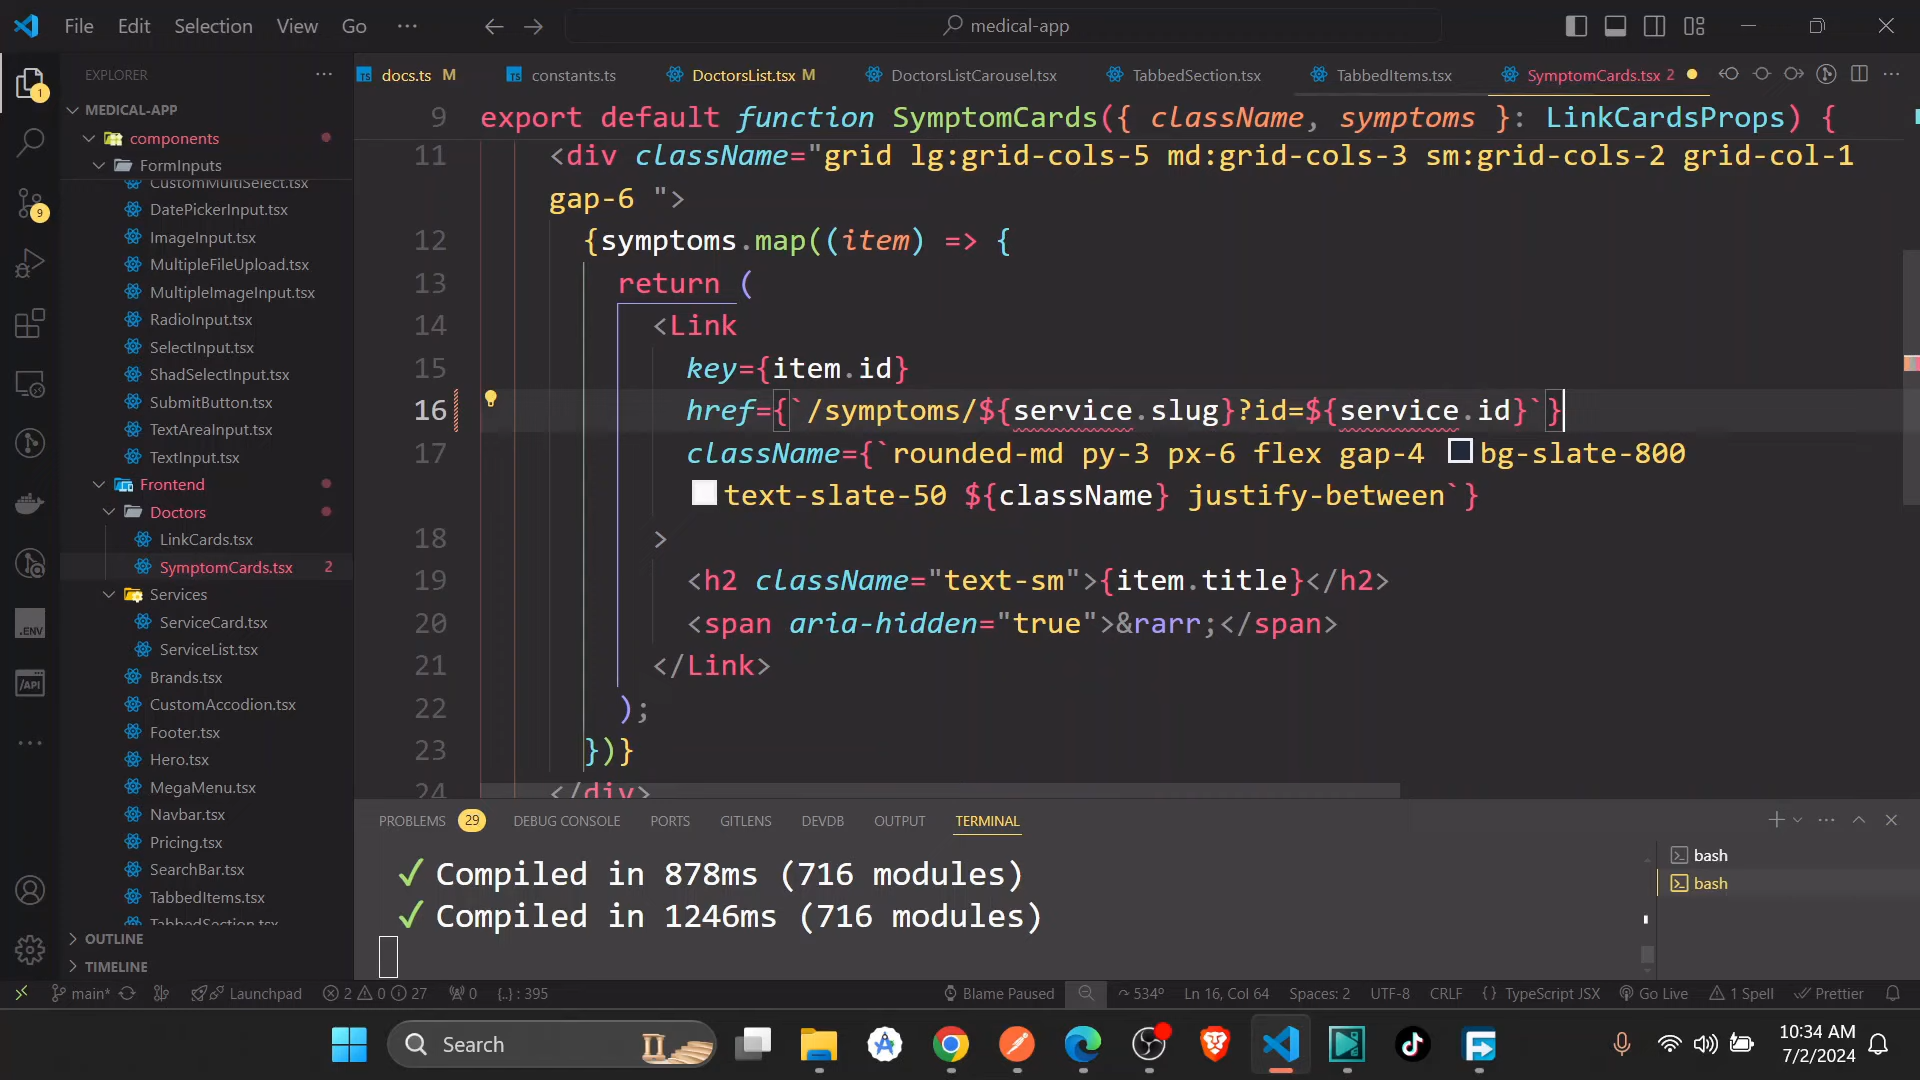 File Edit Selection View Go ··· medical-app
EXPLORER ···
docs.ts M constants.ts DoctorsList.tsx M DoctorsListCarousel.tsx TabbedSection.tsx TabbedItems.tsx SymptomCards.tsx 2
MEDICAL-APP
components
FormInputs
CustomMultiSelect.tsx
DatePickerInput.tsx
ImageInput.tsx
MultipleFileUpload.tsx
MultipleImageInput.tsx
RadioInput.tsx
SelectInput.tsx
ShadSelectInput.tsx
SubmitButton.tsx
TextAreaInput.tsx
TextInput.tsx
Frontend
Doctors
LinkCards.tsx
SymptomCards.tsx 2
Services
ServiceCard.tsx
ServiceList.tsx
Brands.tsx
CustomAccodion.tsx
Footer.tsx
Hero.tsx
MegaMenu.tsx
Navbar.tsx
Pricing.tsx
SearchBar.tsx
TabbedItems.tsx
TabbedSection.tsx
OUTLINE
TIMELINE
1
9
.ENV
/API
9 export default function SymptomCards({ className, symptoms }: LinkCardsProps) {
11 <div className="grid lg:grid-cols-5 md:grid-cols-3 sm:grid-cols-2 grid-col-1
gap-6 ">
12 {symptoms.map((item) => {
13 return (
14 <Link
15 key={item.id}
16 href={`/symptoms/${service.slug}?id=${service.id}`}
17 className={`rounded-md py-3 px-6 flex gap-4 bg-slate-800
text-slate-50 ${className} justify-between`}
18 >
19 <h2 className="text-sm">{item.title}</h2>
20 <span aria-hidden="true">&rarr;</span>
21 </Link>
22 );
23 })}
24 </div>
PROBLEMS 29 DEBUG CONSOLE PORTS GITLENS DEVDB OUTPUT TERMINAL
✓ Compiled in 878ms (716 modules)
✓ Compiled in 1246ms (716 modules)
bash
bash
main* Launchpad 2 0 27 0 {..} : 395 Blame Paused 534° Ln 16, Col 64 Spaces: 2 UTF-8 CRLF {} TypeScript JSX Go Live 1 Spell Prettier
Search
10:34 AM
7/2/2024